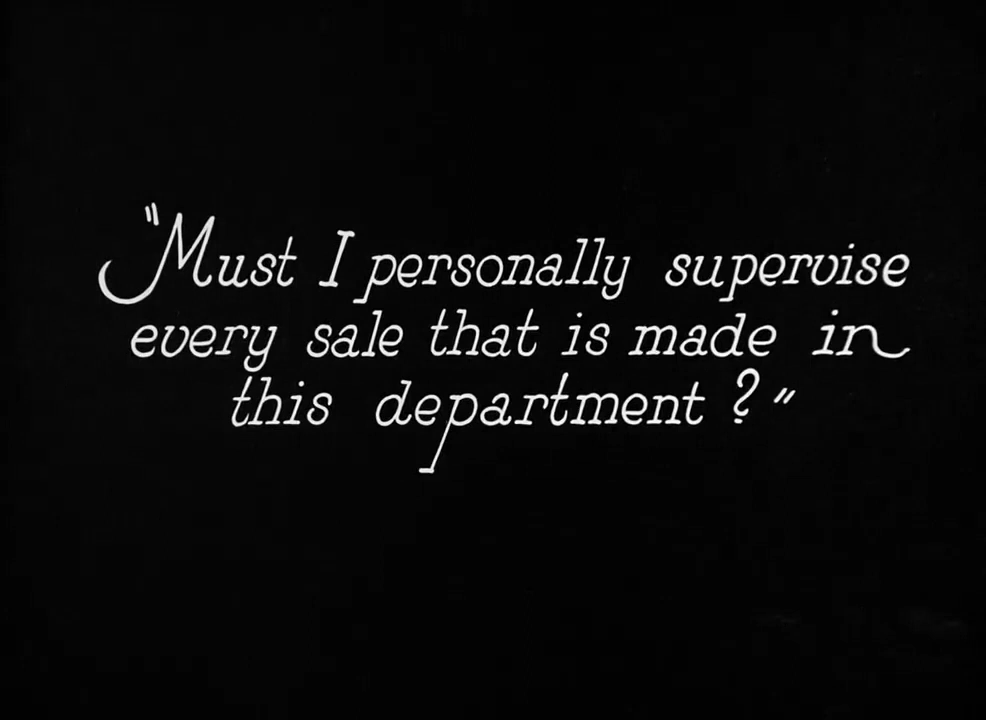 "Must I personally supervise
every sale that is made in
this department?"